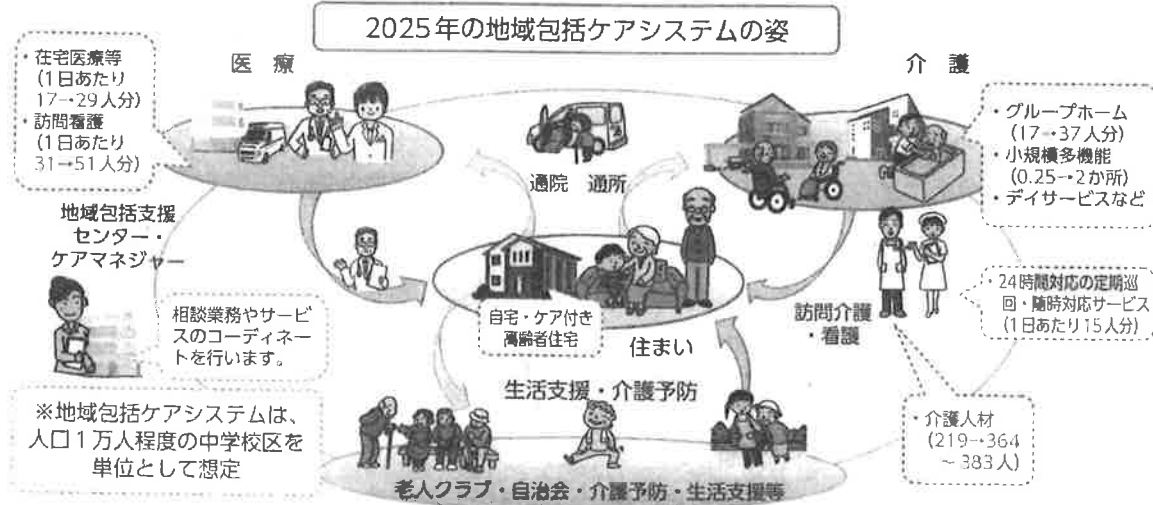 2025年の地域包括ケアシステムの姿
・在宅医療等
(1日あたり
17→29人分)
・訪問看護
(1日あたり
31→51人分)
医 療
介 護
・グループホーム
(17→37人分)
・小規模多機能
(0.25→2か所)
・デイサービスなど
通院 通所
地域包括支援
センター・
ケアマネジャー
相談業務やサービ
スのコーディネー
トを行います。
自宅・ケア付き
高齢者住宅
住まい
訪問介護
・看護
・24時間対応の定期巡
回・随時対応サービス
(1日あたり15人分)
生活支援・介護予防
・介護人材
(219→364
～383人)
※地域包括ケアシステムは、
人口1万人程度の中学校区を
単位として想定
老人クラブ・自治会・介護予防・生活支援等